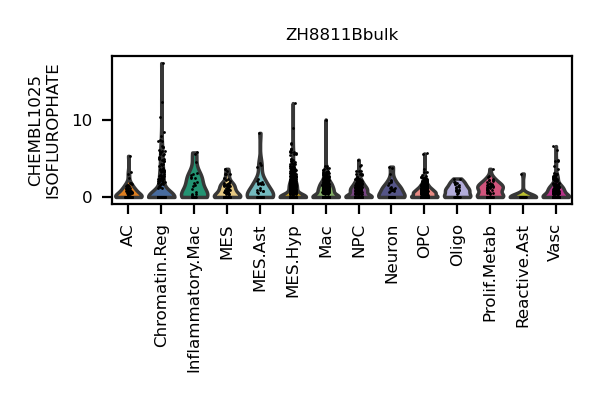 ZH8811Bbulk
CHEMBL1025
ISOFLUROPHATE
10
0
AC
Chromatin.Reg
Inflammatory.Mac
MES
MES.Ast
MES.Hyp
Mac
NPC
Neuron
OPC
Oligo
Prolif.Metab
Reactive.Ast
Vasc